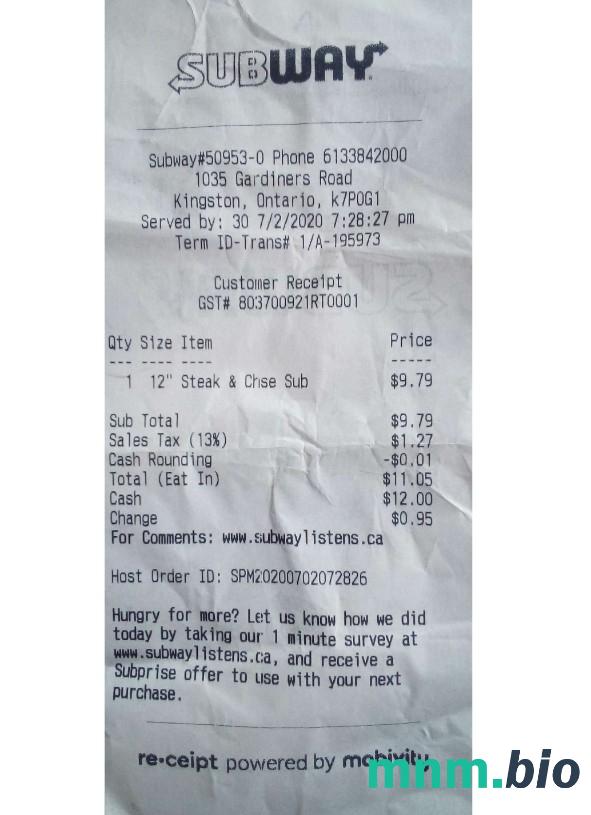 SUBWAY
Subway#50953-0 Phone 6133842000
1035 Gardiners Road
Kingston, Ontario, k7P0G1
Served by: 30 7/2/2020 7:28:27 pm
Term ID-Trans# 1/A-195973
Customer Receipt
GST# 803700921RT0001
Qty Size Item Price
--- ---- ---- -----
1 12" Steak & Chse Sub $9.79
Sub Total $9.79
Sales Tax (13%) $1.27
Cash Rounding -$0.01
Total (Eat In) $11.05
Cash $12.00
Change $0.95
For Comments: www.subwaylistens.ca
Host Order ID: SPM20200702072826
Hungry for more? Let us know how we did
today by taking our 1 minute survey at
www.subwaylistens.ca, and receive a
Subprise offer to use with your next
purchase.
re•ceipt powered by mobivity
mnm.bio